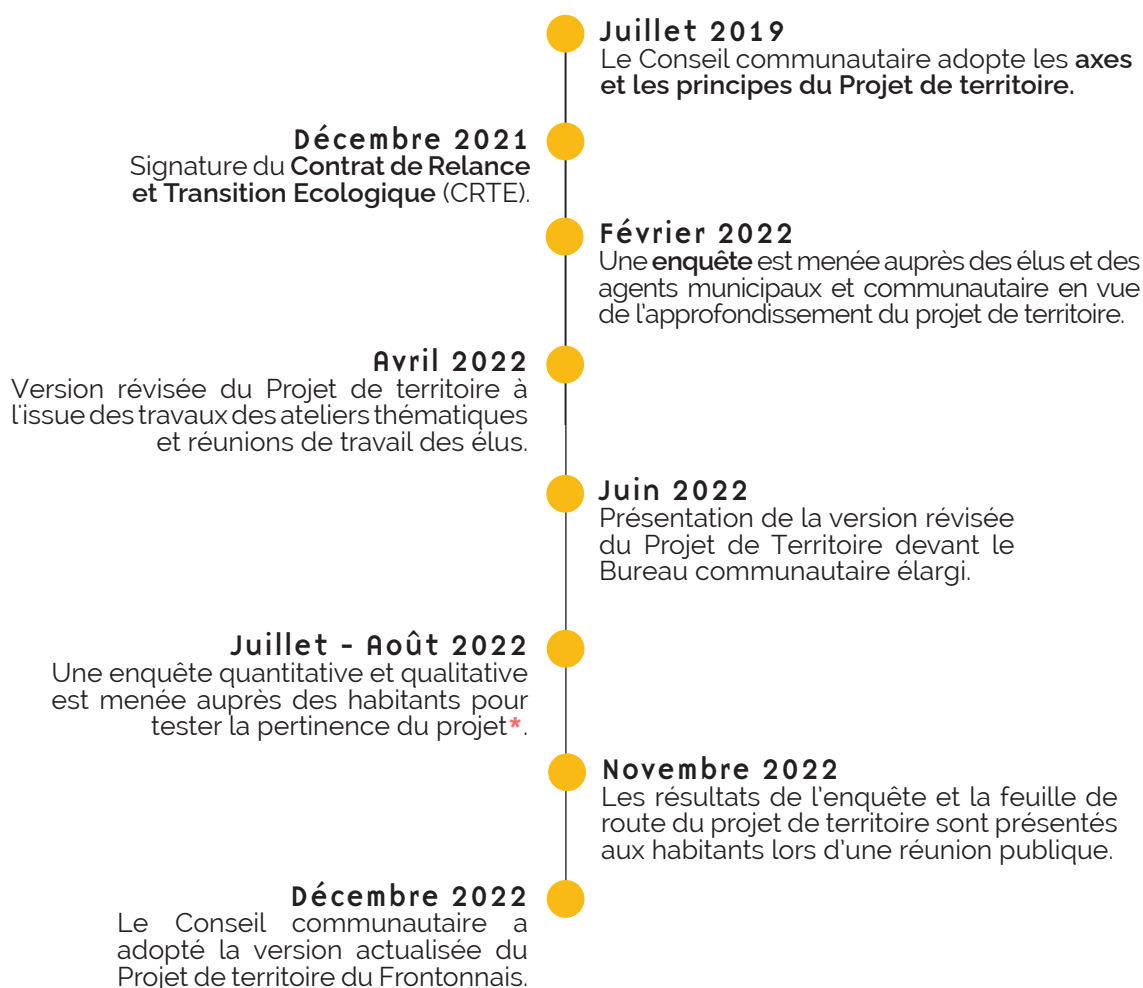 Juillet 2019
Le Conseil communautaire adopte les axes
et les principes du Projet de territoire.
Décembre 2021
Signature du Contrat de Relance
et Transition Ecologique (CRTE).
Février 2022
Une enquête est menée auprès des élus et des
agents municipaux et communautaire en vue
de l'approfondissement du projet de territoire.
Avril 2022
Version révisée du Projet de territoire à
l'issue des travaux des ateliers thématiques
et réunions de travail des élus.
Juin 2022
Présentation de la version révisée
du Projet de Territoire devant le
Bureau communautaire élargi.
Juillet - Août 2022
Une enquête quantitative et qualitative
est menée auprès des habitants pour
tester la pertinence du projet*.
Novembre 2022
Les résultats de l'enquête et la feuille de
route du projet de territoire sont présentés
aux habitants lors d'une réunion publique.
Décembre 2022
Le Conseil communautaire a
adopté la version actualisée du
Projet de territoire du Frontonnais.